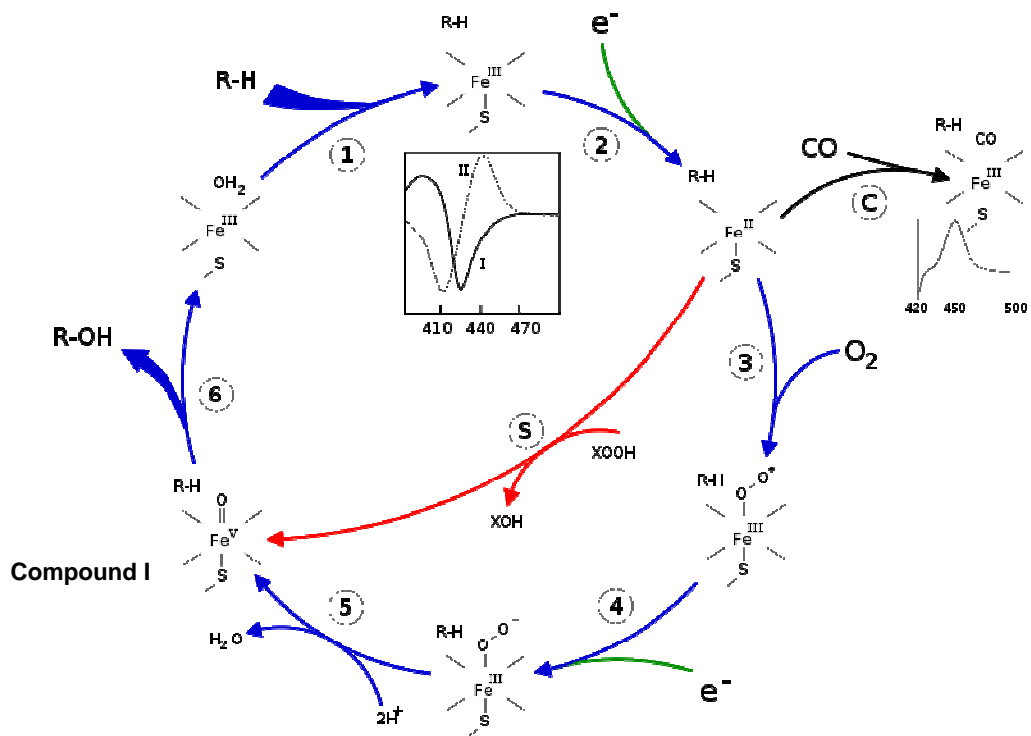 R-H
Fe III
S
e-
R-H
1
2
R-H
Fe II
S
CO
C
R-H CO
Fe III
S
420 450 500
II
I
410 440 470
OH2
Fe III
S
R-OH
6
3
O2
S
XOOH
XOH
R-H
O
Fe V
S
Compound I
R-H
O O•
Fe III
S
5
H2O
2H+
R-H
O O-
Fe III
S
4
e-